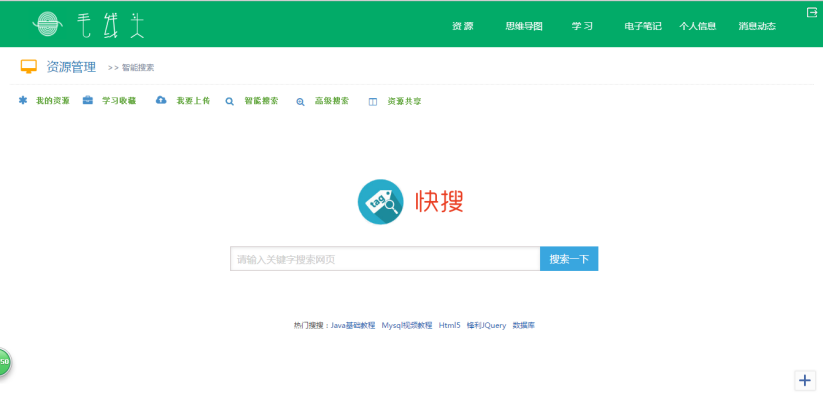 毛线头 资源 思维导图 学习 电子笔记 个人信息 消息动态
资源管理 >> 智能搜索
我的资源 学习收藏 我要上传 智能搜索 高级搜索 资源共享
tag 快搜
请输入关键字搜索网页 搜索一下
热门搜搜：Java基础教程 Mysql视频教程 Html5 锋利JQuery 数据库
50